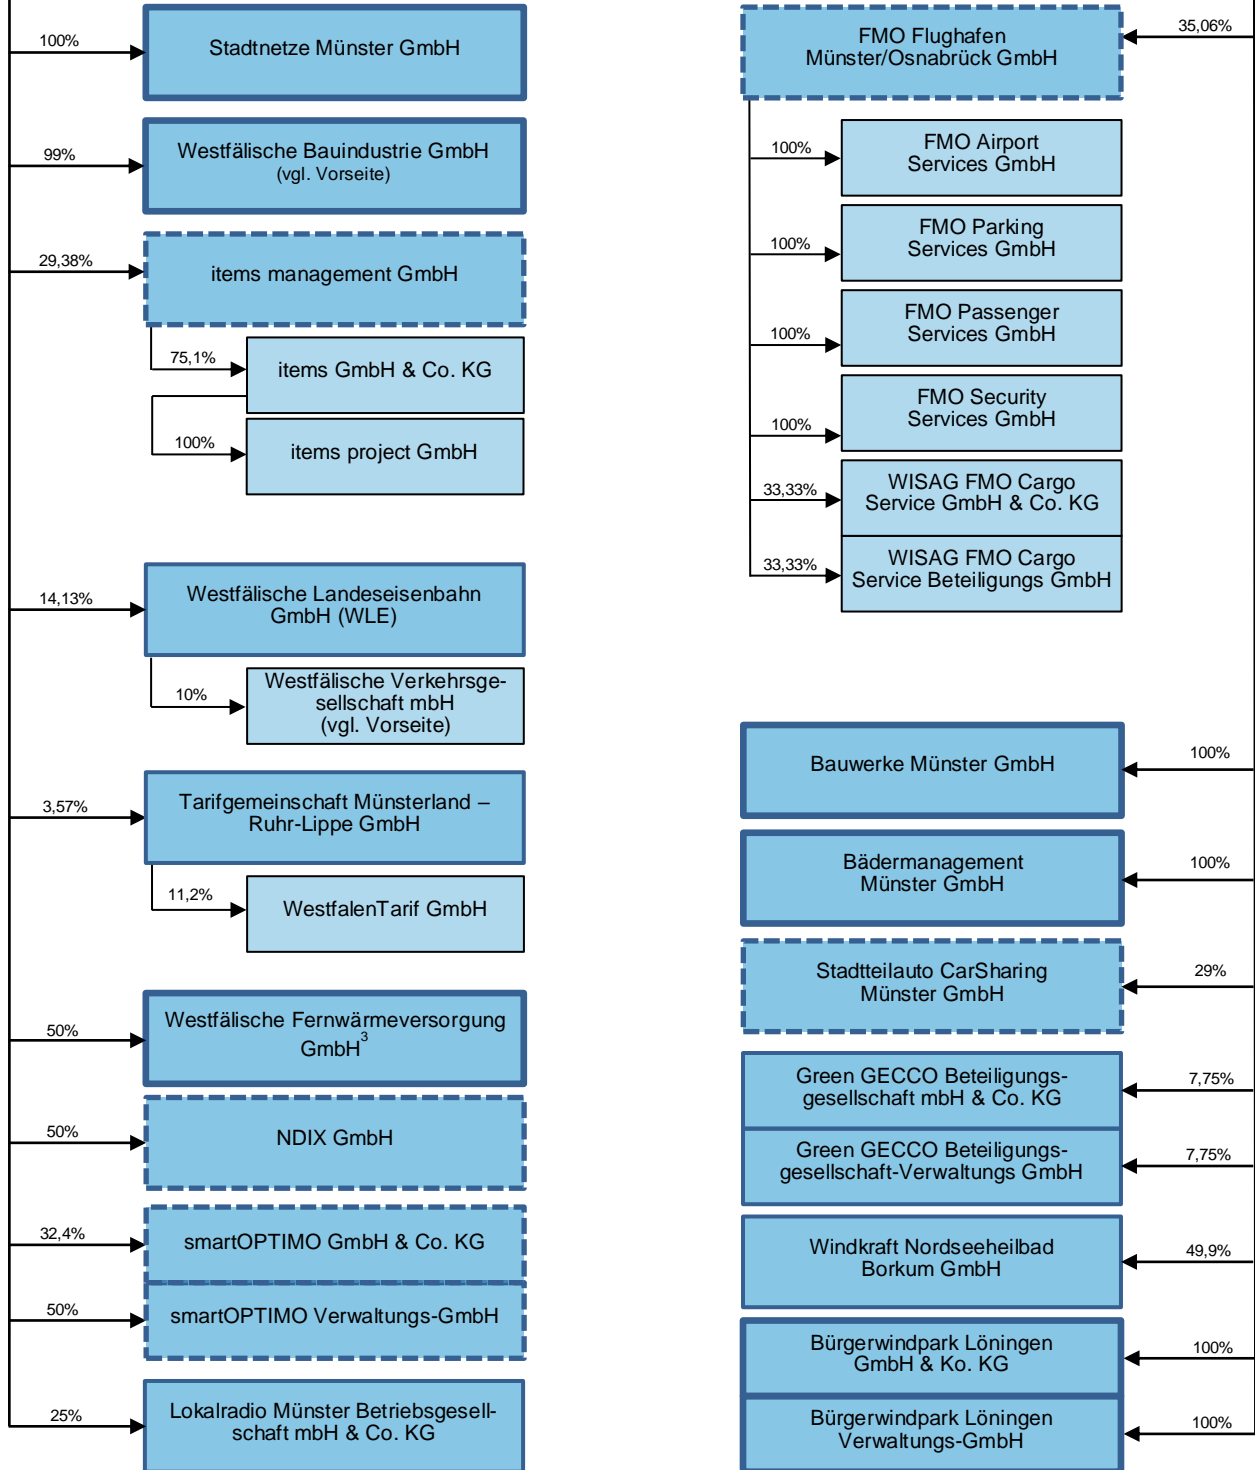 100%
Stadtnetze Münster GmbH
99%
Westfälische Bauindustrie GmbH
(vgl. Vorseite)
29,38%
items management GmbH
75,1%
items GmbH & Co. KG
100%
items project GmbH
14,13%
Westfälische Landeseisenbahn
GmbH (WLE)
10%
Westfälische Verkehrsge-
sellschaft mbH
(vgl. Vorseite)
3,57%
Tarifgemeinschaft Münsterland –
Ruhr-Lippe GmbH
11,2%
WestfalenTarif GmbH
50%
Westfälische Fernwärmeversorgung
GmbH³
50%
NDIX GmbH
32,4%
smartOPTIMO GmbH & Co. KG
50%
smartOPTIMO Verwaltungs-GmbH
25%
Lokalradio Münster Betriebsgesell-
schaft mbH & Co. KG
FMO Flughafen
Münster/Osnabrück GmbH
35,06%
100%
FMO Airport
Services GmbH
100%
FMO Parking
Services GmbH
100%
FMO Passenger
Services GmbH
100%
FMO Security
Services GmbH
33,33%
WISAG FMO Cargo
Service GmbH & Co. KG
33,33%
WISAG FMO Cargo
Service Beteiligungs GmbH
Bauwerke Münster GmbH
100%
Bädermanagement
Münster GmbH
100%
Stadtteilauto CarSharing
Münster GmbH
29%
Green GECCO Beteiligungs-
gesellschaft mbH & Co. KG
7,75%
Green GECCO Beteiligungs-
gesellschaft-Verwaltungs GmbH
7,75%
Windkraft Nordseeheilbad
Borkum GmbH
49,9%
Bürgerwindpark Löningen
GmbH & Ko. KG
100%
Bürgerwindpark Löningen
Verwaltungs-GmbH
100%